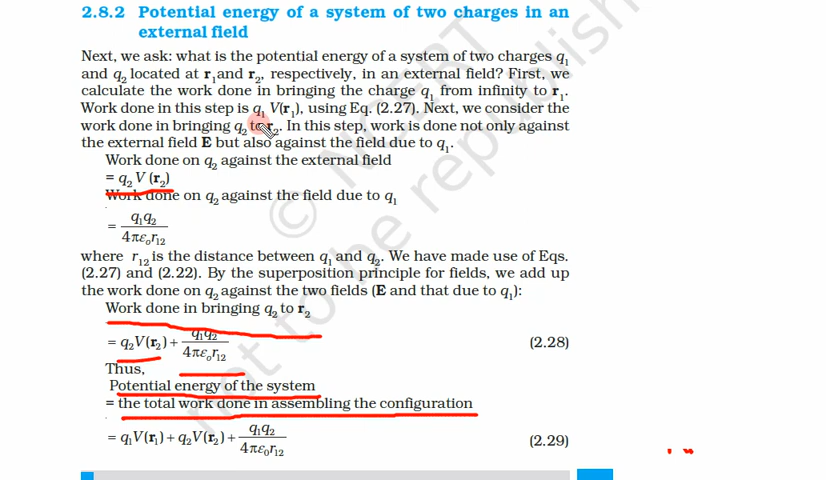 2.8.2 Potential energy of a system of two charges in an
external field
Next, we ask: what is the potential energy of a system of two charges q₁
and q₂ located at r₁and r₂, respectively, in an external field? First, we
calculate the work done in bringing the charge q₁ from infinity to r₁.
Work done in this step is q₁ V(r₁), using Eq. (2.27). Next, we consider the
work done in bringing q₂ to r₂. In this step, work is done not only against
the external field E but also against the field due to q₁.
Work done on q₂ against the external field
= q₂ V (r₂)
Work done on q₂ against the field due to q₁
= q₁q₂ / 4πε₀r₁₂
where r₁₂ is the distance between q₁ and q₂. We have made use of Eqs.
(2.27) and (2.22). By the superposition principle for fields, we add up
the work done on q₂ against the two fields (E and that due to q₁):
Work done in bringing q₂ to r₂
= q₂V(r₂) + q₁q₂ / 4πε₀r₁₂ (2.28)
Thus,
Potential energy of the system
= the total work done in assembling the configuration
= q₁V(r₁) + q₂V(r₂) + q₁q₂ / 4πε₀r₁₂ (2.29)
© NCERT
not to be republish